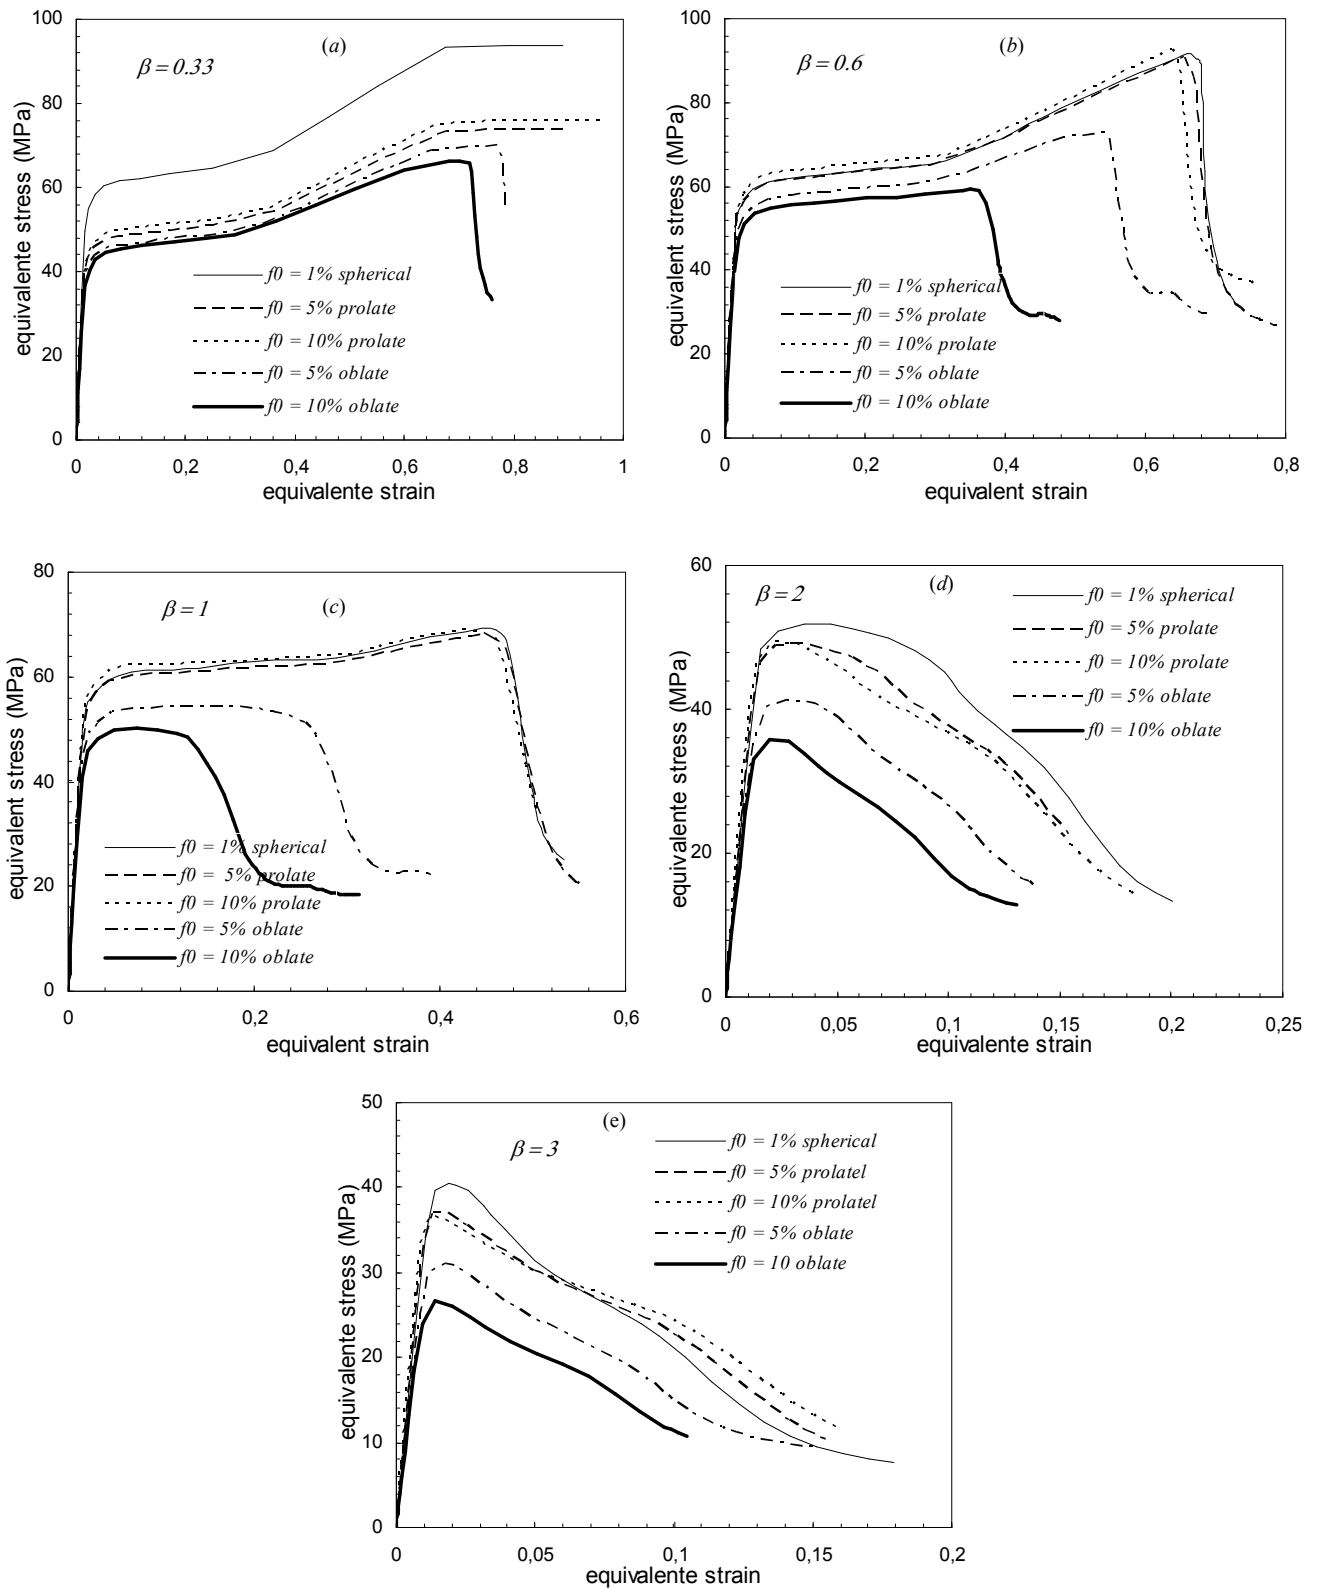 (a)
β = 0.33
equivalent stress (MPa)
100
80
60
40
20
0
f0 = 1% spherical
f0 = 5% prolate
f0 = 10% prolate
f0 = 5% oblate
f0 = 10% oblate
0 0,2 0,4 0,6 0,8 1
equivalente strain
(b)
β = 0.6
equivalent stress (MPa)
100
80
60
40
20
0
f0 = 1% spherical
f0 = 5% prolate
f0 = 10% prolate
f0 = 5% oblate
f0 = 10% oblate
0 0,2 0,4 0,6 0,8
equivalent strain
β = 1 (c)
equivalent stress (MPa)
80
60
40
20
0
f0 = 1% spherical
f0 = 5% prolate
f0 = 10% prolate
f0 = 5% oblate
f0 = 10% oblate
0 0,2 0,4 0,6
equivalent strain
β = 2 (d)
equivalente stress (MPa)
60
40
20
0
f0 = 1% spherical
f0 = 5% prolate
f0 = 10% prolate
f0 = 5% oblate
f0 = 10% oblate
0 0,05 0,1 0,15 0,2 0,25
equivalente strain
(e)
β = 3
equivalente stress (MPa)
50
40
30
20
10
0
f0 = 1% spherical
f0 = 5% prolatel
f0 = 10% prolatel
f0 = 5% oblate
f0 = 10 oblate
0 0,05 0,1 0,15 0,2
equivalente strain